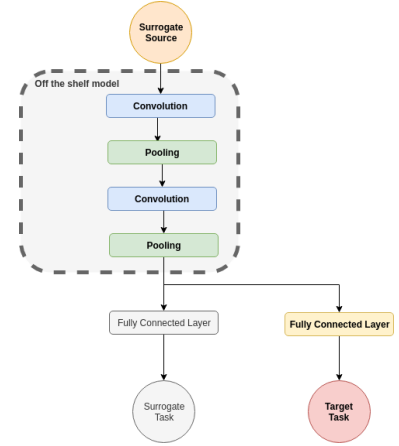 Surrogate
Source
Off the shelf model
Convolution
Pooling
Convolution
Pooling
Fully Connected Layer
Fully Connected Layer
Surrogate
Task
Target
Task